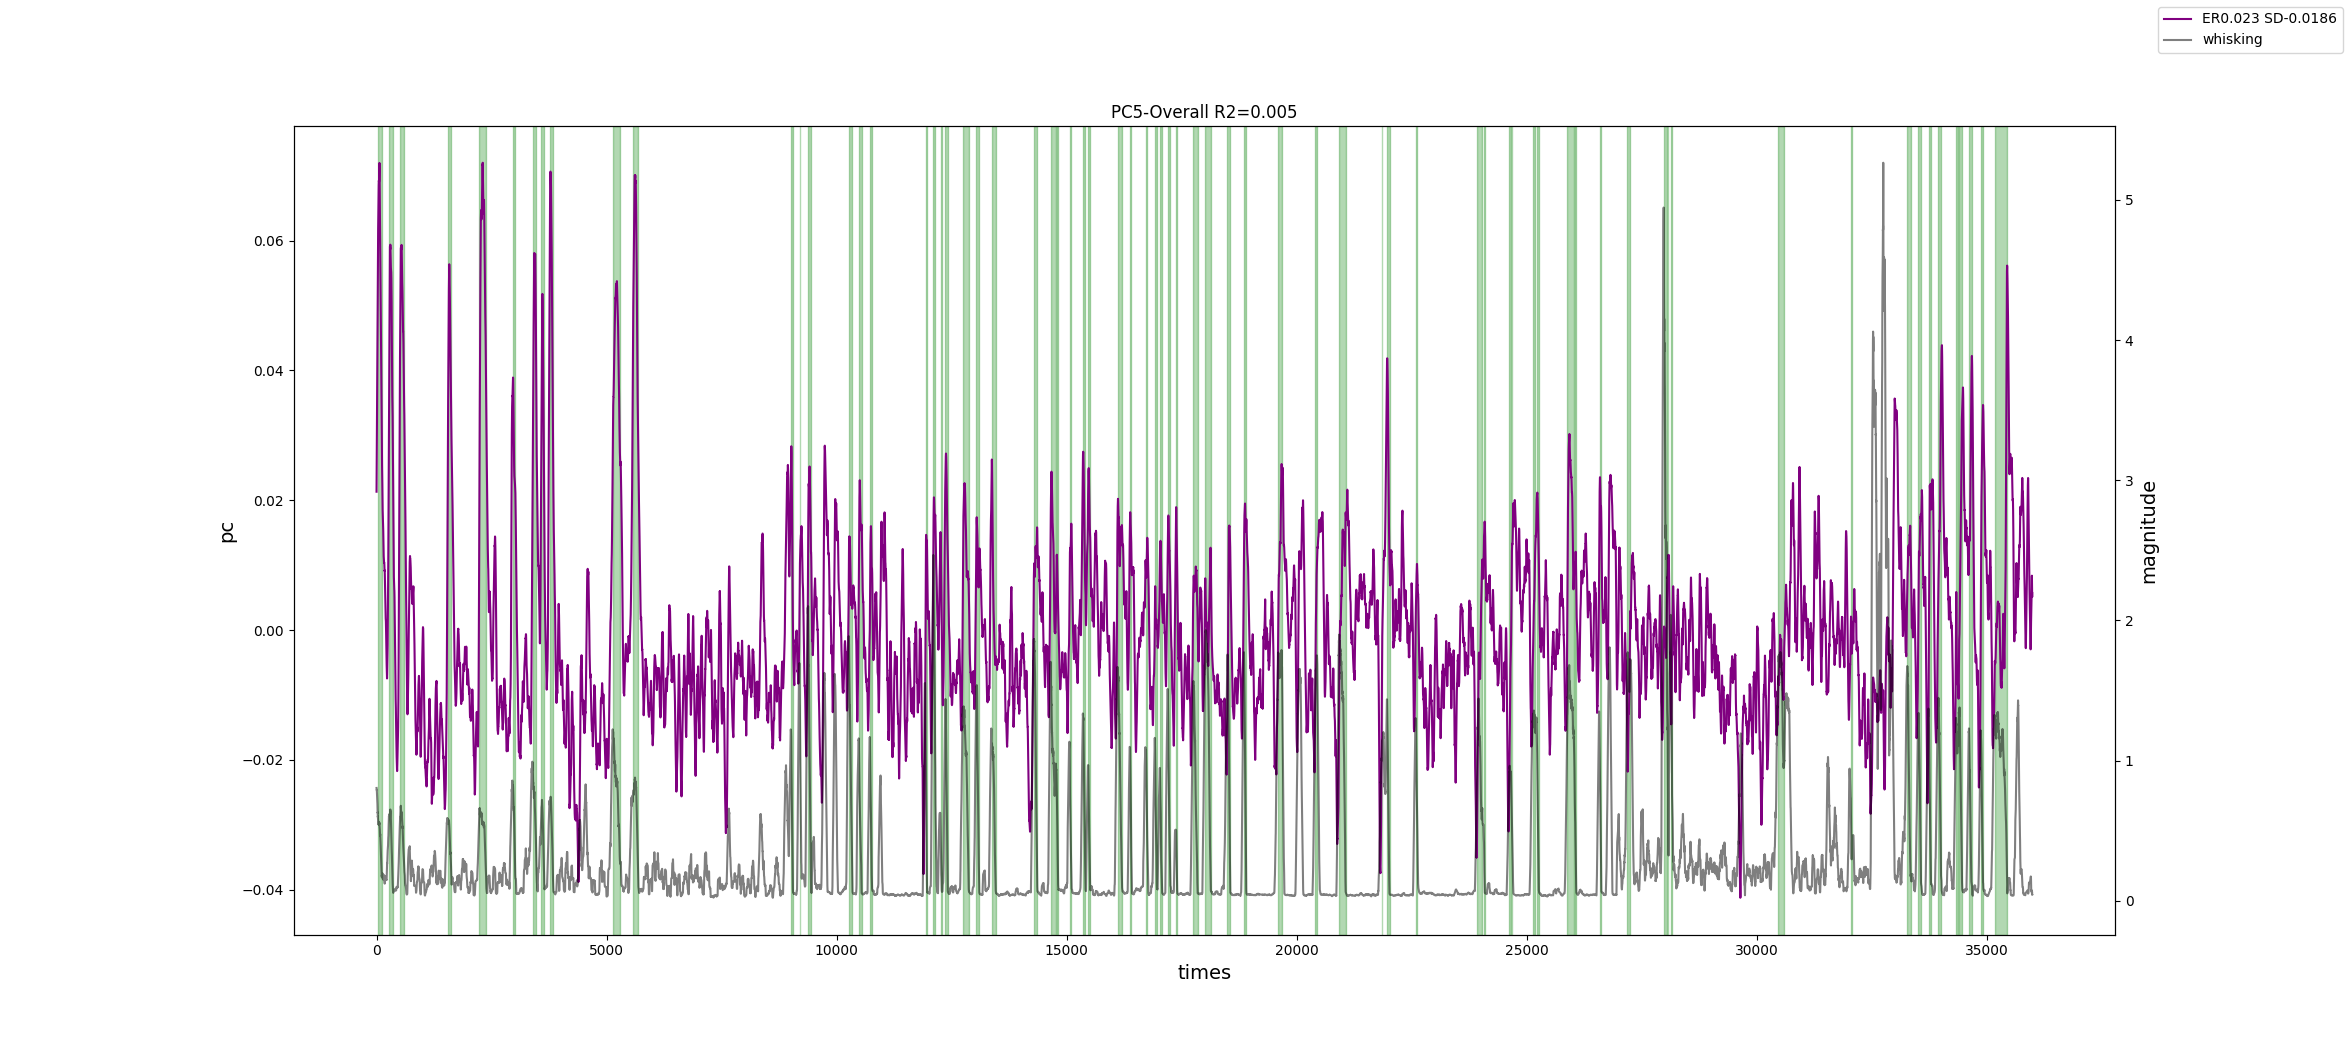 ER0.023 SD-0.0186
whisking
PC5-Overall R2=0.005
pc
0.06
0.04
0.02
0.00
−0.02
−0.04
5
4
3
2
1
0
magnitude
0 5000 10000 15000 20000 25000 30000 35000
times